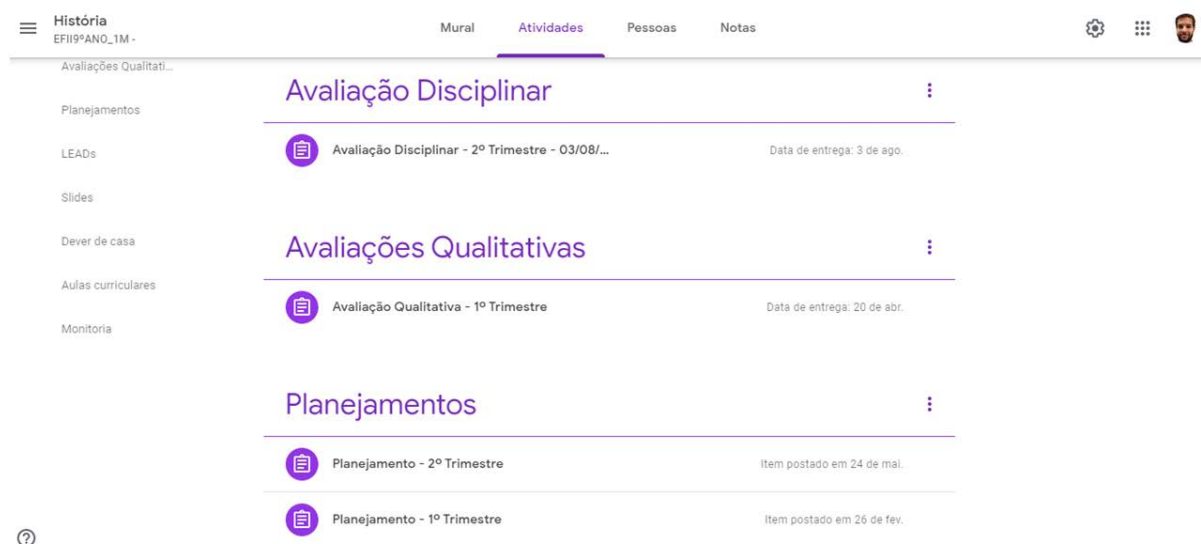 História
EFII9ºANO_1M -
Mural
Atividades
Pessoas
Notas
Avaliações Qualitati...
Planejamentos
LEADs
Slides
Dever de casa
Aulas curriculares
Monitoria
Avaliação Disciplinar
Avaliação Disciplinar - 2º Trimestre - 03/08/... Data de entrega: 3 de ago.
Avaliações Qualitativas
Avaliação Qualitativa - 1º Trimestre Data de entrega: 20 de abr.
Planejamentos
Planejamento - 2º Trimestre Item postado em 24 de mai.
Planejamento - 1º Trimestre Item postado em 26 de fev.